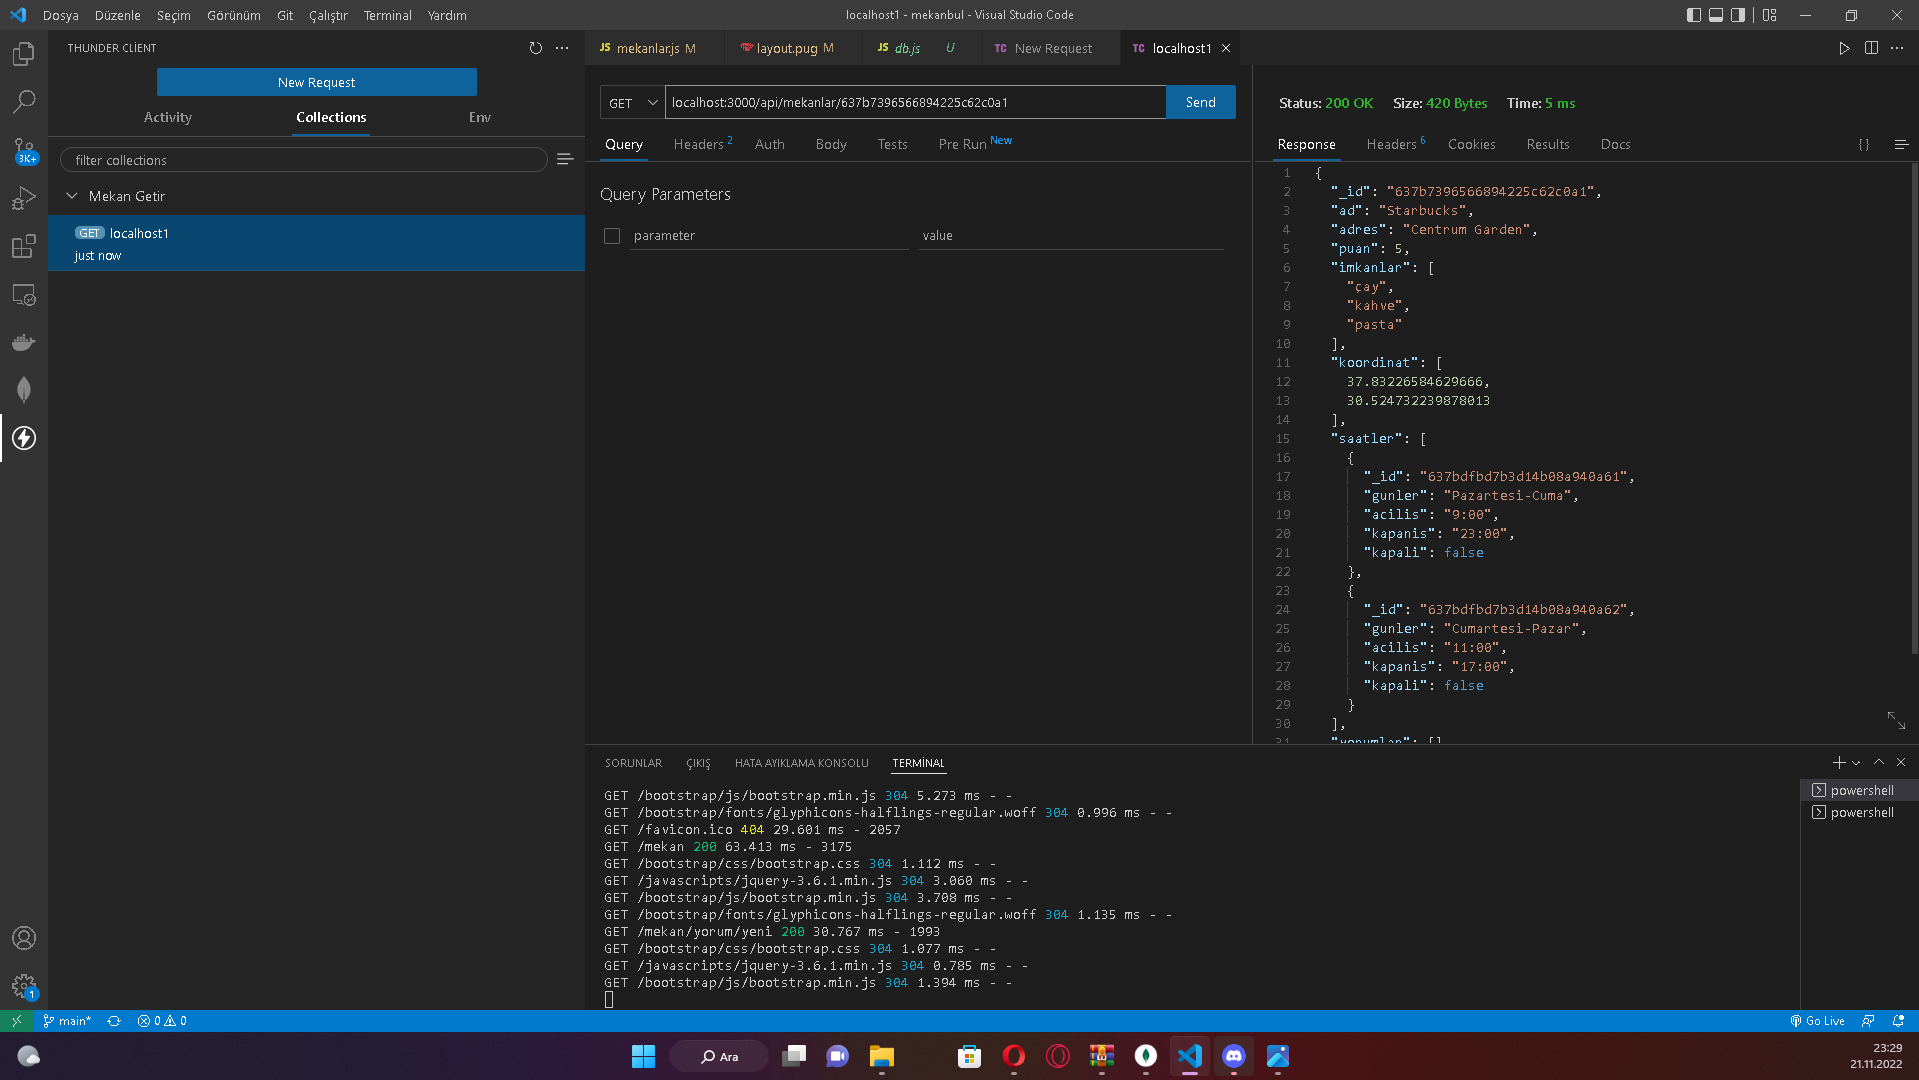 Dosya Düzenle Seçim Görünüm Git Çalıştır Terminal Yardım
localhost1 - mekanbul - Visual Studio Code
THUNDER CLIENT
New Request
Activity Collections Env
filter collections
Mekan Getir
GET localhost1
just now
3K+
1
JS mekanlar.js M
layout.pug M
JS db.js U
TC New Request
TC localhost1
GET localhost:3000/api/mekanlar/637b7396566894225c62c0a1 Send
Query Headers 2 Auth Body Tests Pre Run New
Query Parameters
parameter value
Status: 200 OK Size: 420 Bytes Time: 5 ms
Response Headers 6 Cookies Results Docs {}
1 {
2 "_id": "637b7396566894225c62c0a1",
3 "ad": "Starbucks",
4 "adres": "Centrum Garden",
5 "puan": 5,
6 "imkanlar": [
7 "çay",
8 "kahve",
9 "pasta"
10 ],
11 "koordinat": [
12 37.83226584629666,
13 30.524732239878013
14 ],
15 "saatler": [
16 {
17 "_id": "637bdfbd7b3d14b08a940a61",
18 "gunler": "Pazartesi-Cuma",
19 "acilis": "9:00",
20 "kapanis": "23:00",
21 "kapali": false
22 },
23 {
24 "_id": "637bdfbd7b3d14b08a940a62",
25 "gunler": "Cumartesi-Pazar",
26 "acilis": "11:00",
27 "kapanis": "17:00",
28 "kapali": false
29 }
30 ],
31 "yorumlar": []
SORUNLAR ÇIKIŞ HATA AYIKLAMA KONSOLU TERMİNAL
GET /bootstrap/js/bootstrap.min.js 304 5.273 ms - -
GET /bootstrap/fonts/glyphicons-halflings-regular.woff 304 0.996 ms - -
GET /favicon.ico 404 29.601 ms - 2057
GET /mekan 200 63.413 ms - 3175
GET /bootstrap/css/bootstrap.css 304 1.112 ms - -
GET /javascripts/jquery-3.6.1.min.js 304 3.060 ms - -
GET /bootstrap/js/bootstrap.min.js 304 3.708 ms - -
GET /bootstrap/fonts/glyphicons-halflings-regular.woff 304 1.135 ms - -
GET /mekan/yorum/yeni 200 30.767 ms - 1993
GET /bootstrap/css/bootstrap.css 304 1.077 ms - -
GET /javascripts/jquery-3.6.1.min.js 304 0.785 ms - -
GET /bootstrap/js/bootstrap.min.js 304 1.394 ms - -
powershell
powershell
main* 0 0
Go Live
Ara
23:29
21.11.2022